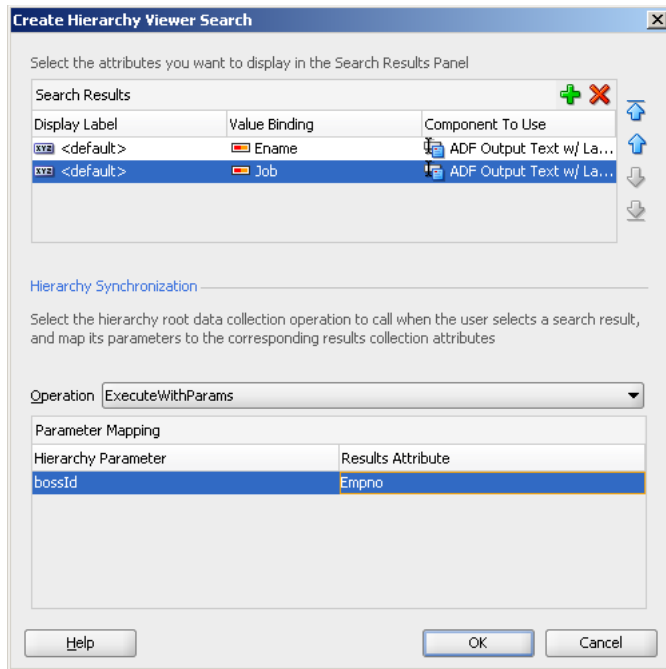 Create Hierarchy Viewer Search
Select the attributes you want to display in the Search Results Panel
Search Results
Display Label Value Binding Component To Use
xyz <default> Ename ADF Output Text w/ La...
xyz <default> Job ADF Output Text w/ La...
Hierarchy Synchronization
Select the hierarchy root data collection operation to call when the user selects a search result,
and map its parameters to the corresponding results collection attributes
Operation ExecuteWithParams
Parameter Mapping
Hierarchy Parameter Results Attribute
bossId Empno
Help OK Cancel